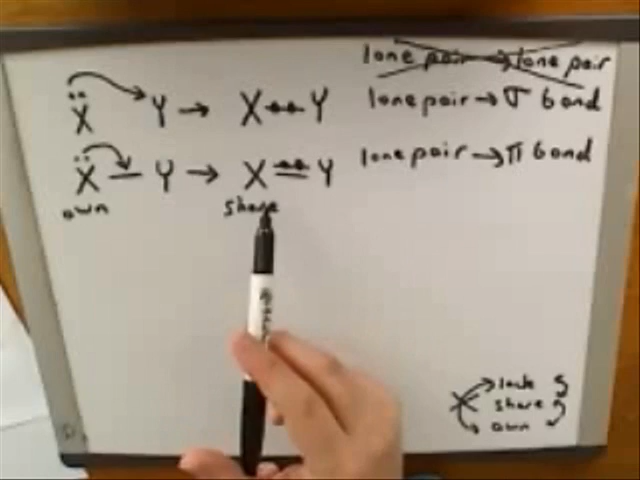 lone pair → lone pair
Ẍ Y → X Y lone pair → σ bond
Ẍ — Y → X = Y lone pair → π bond
own share
X lack
share
own